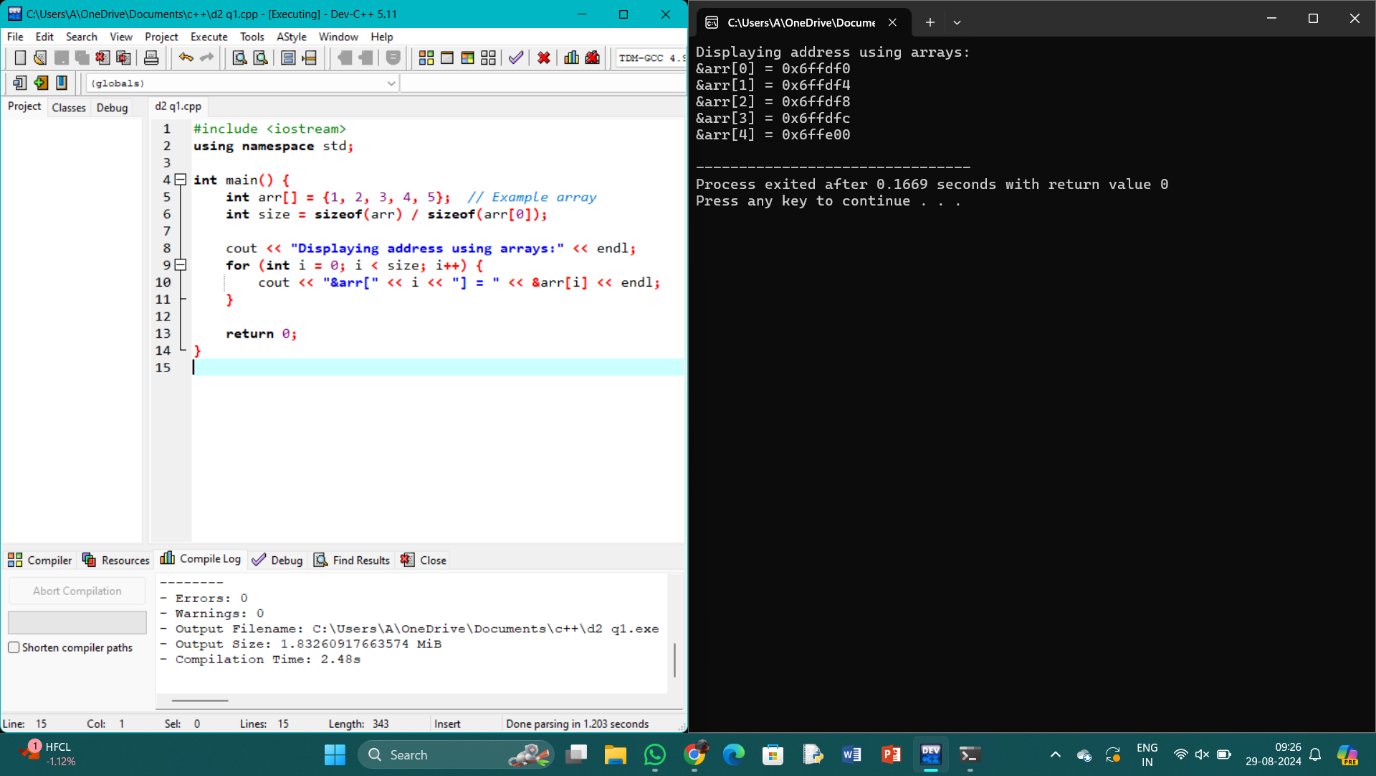 C:\Users\A\OneDrive\Documents\c++\d2 q1.cpp - [Executing] - Dev-C++ 5.11
File Edit Search View Project Execute Tools AStyle Window Help
TDM-GCC 4.9
(globals)
Project Classes Debug
d2 q1.cpp
1 #include <iostream>
2 using namespace std;
3
4 int main() {
5 int arr[] = {1, 2, 3, 4, 5};  // Example array
6 int size = sizeof(arr) / sizeof(arr[0]);
7
8 cout << "Displaying address using arrays:" << endl;
9 for (int i = 0; i < size; i++) {
10 cout << "&arr[" << i << "] = " << &arr[i] << endl;
11 }
12
13 return 0;
14 }
15
Compiler Resources Compile Log Debug Find Results Close
Abort Compilation
Shorten compiler paths
--------
- Errors: 0
- Warnings: 0
- Output Filename: C:\Users\A\OneDrive\Documents\c++\d2 q1.exe
- Output Size: 1.83260917663574 MiB
- Compilation Time: 2.48s
Line: 15 Col: 1 Sel: 0 Lines: 15 Length: 343 Insert Done parsing in 1.203 seconds
C:\Users\A\OneDrive\Docume
Displaying address using arrays:
&arr[0] = 0x6ffdf0
&arr[1] = 0x6ffdf4
&arr[2] = 0x6ffdf8
&arr[3] = 0x6ffdfc
&arr[4] = 0x6ffe00
--------------------------------
Process exited after 0.1669 seconds with return value 0
Press any key to continue . . .
1
HFCL
-1.12%
Search
DEV
ENG
IN
09:26
29-08-2024
PRE